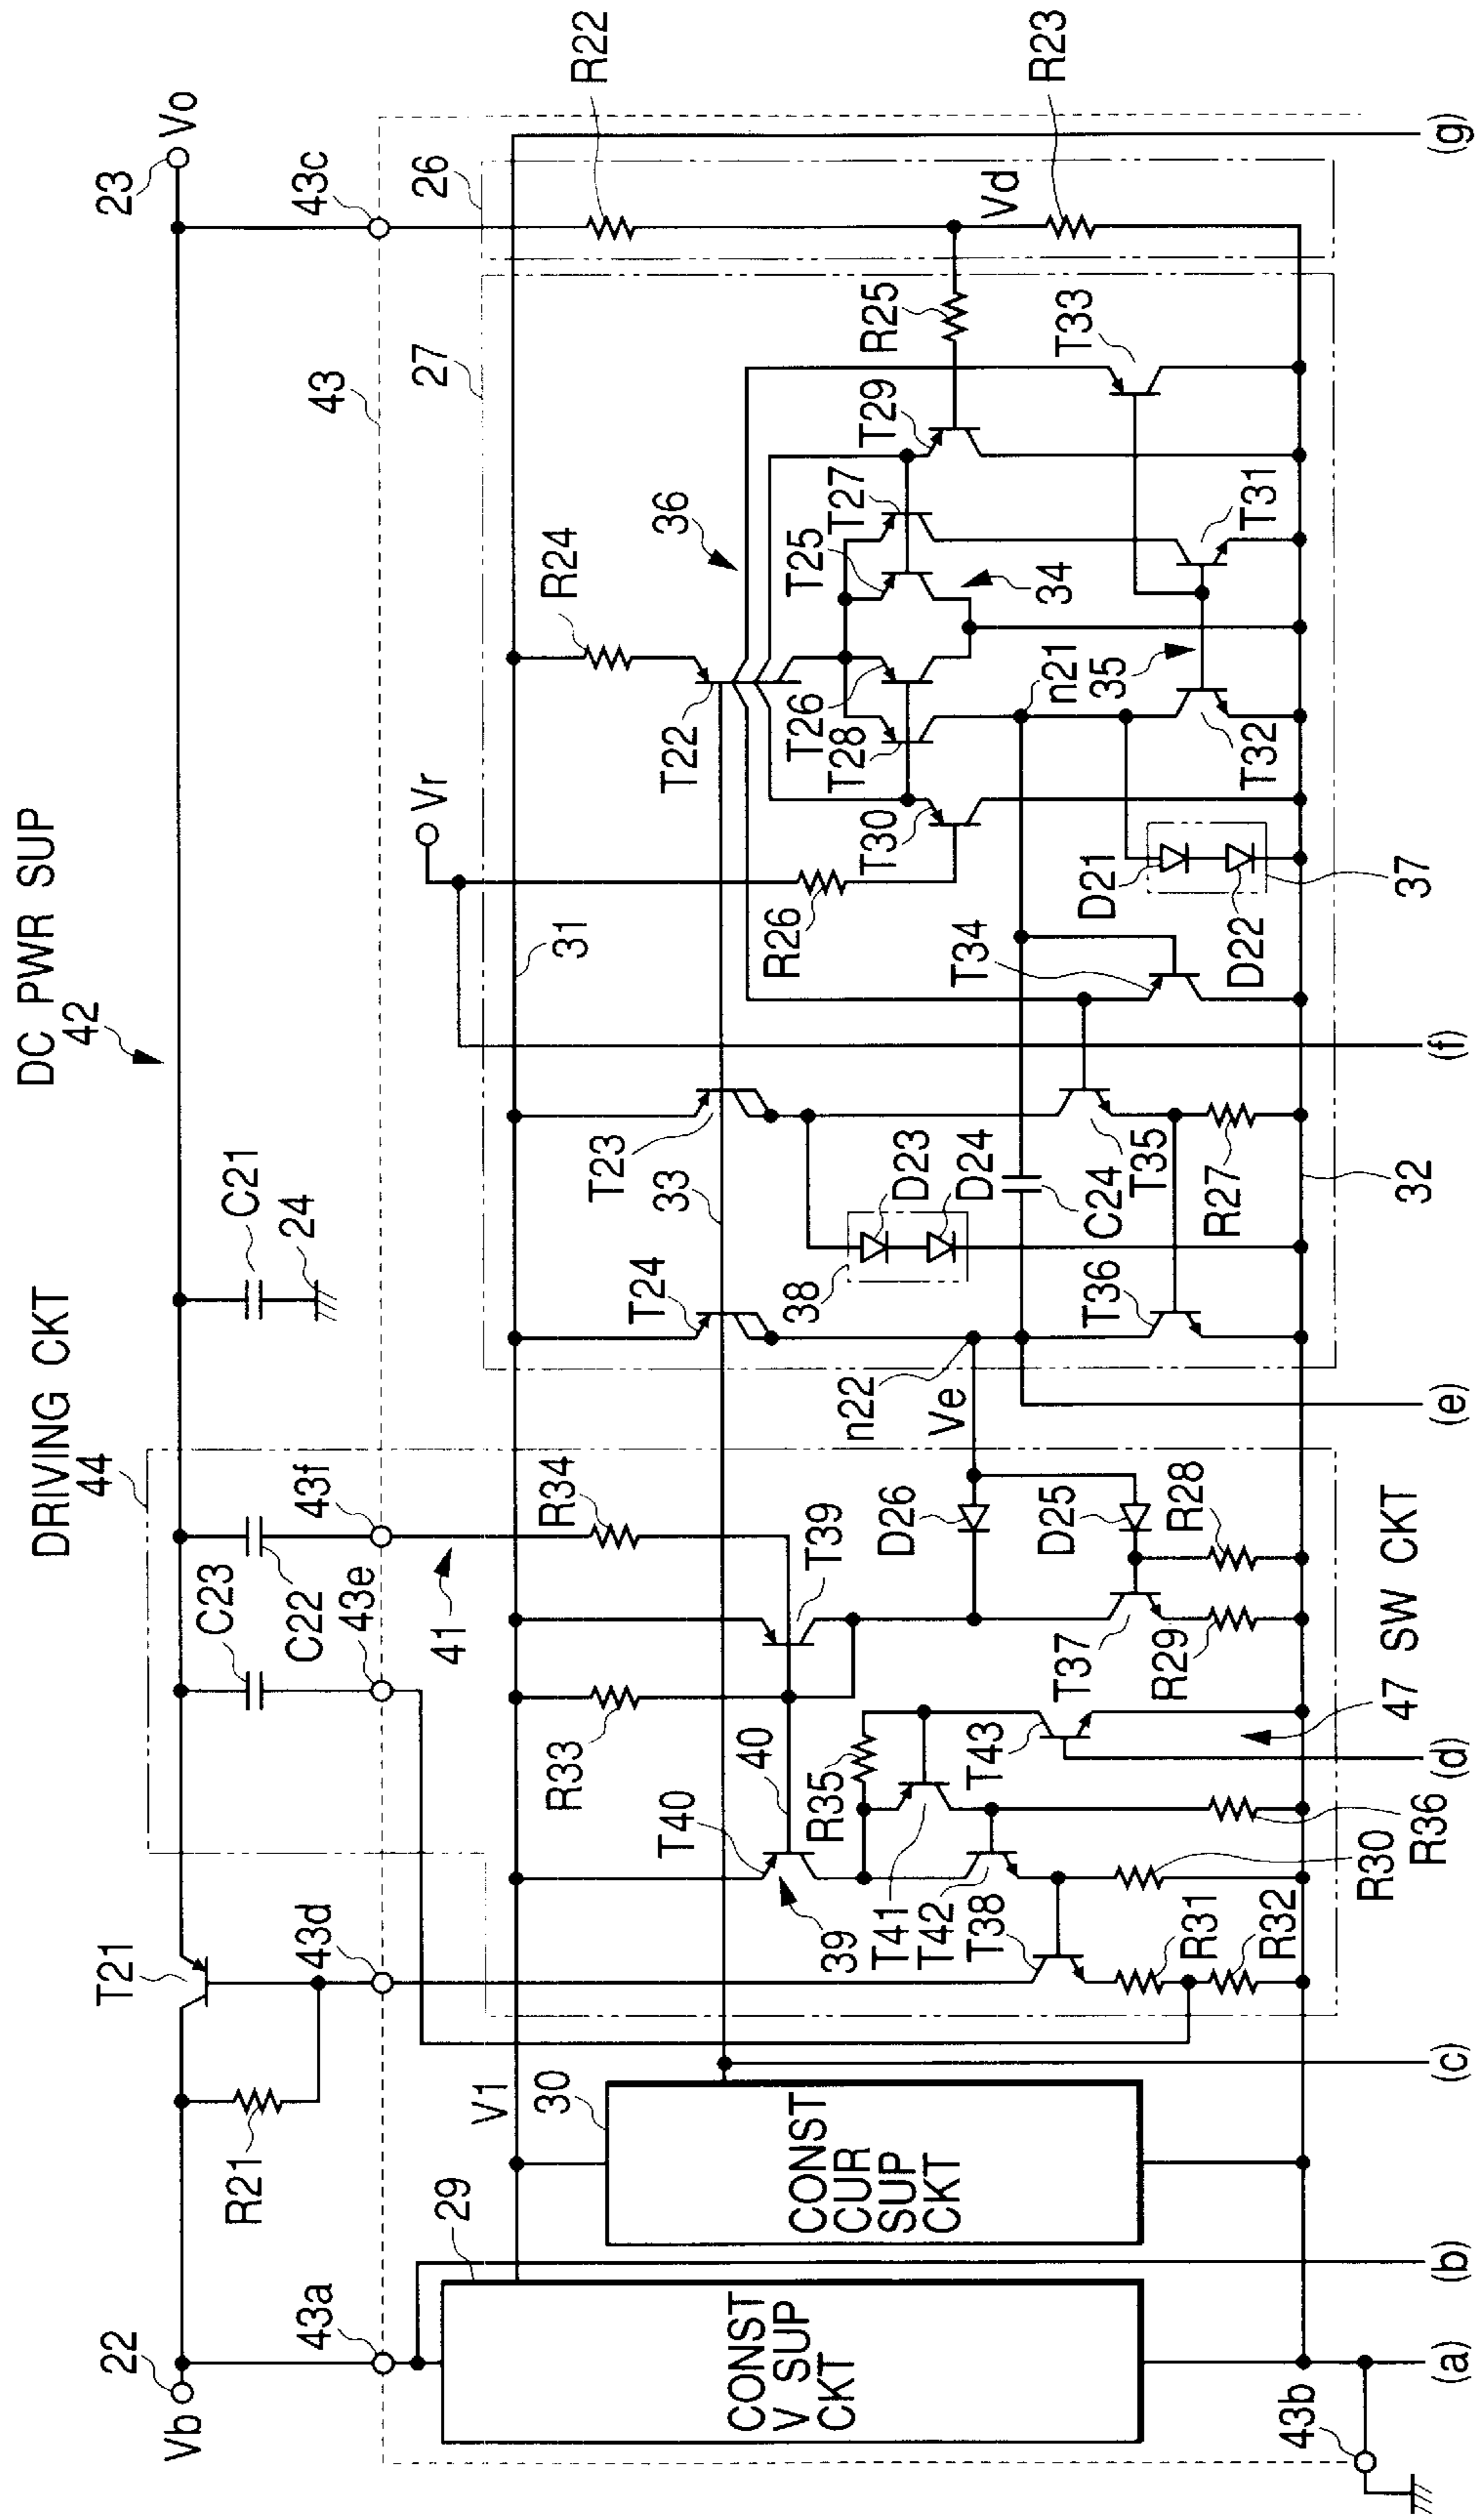 DC PWR SUP
42
DRIVING CKT
44
22
Vb
R21
T21
C23
C22
C21
24
23
Vo
43a
43d
43e
43f
41
43
43c
29
V1
30
CONST
V SUP
CKT
CONST
CUR
SUP
CKT
R33
R34
T40
40
39
T39
R35
T41
T42
T38
T43
R31
R32
R30
R36
47 SW CKT
T37
R29
R28
D25
D26
Ve
n22
T24
T23
33
38
D23
D24
C24
T35
T36
R27
32
31
27
Vr
R26
T34
T30
D21
D22
37
T22
R24
36
T26
T28
T25
T27
34
n21
35
T32
T31
T29
T33
R25
26
Vd
R22
R23
43b
(a)
(b)
(c)
(d)
(e)
(f)
(g)